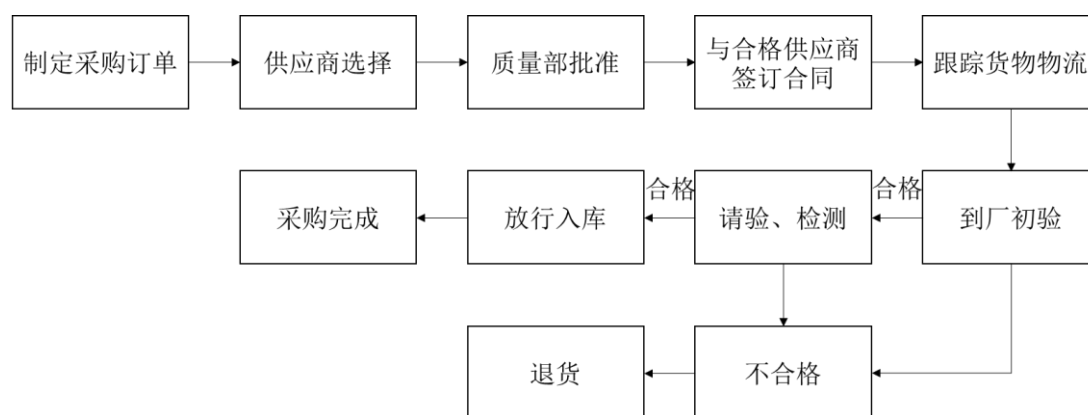 制定采购订单
供应商选择
质量部批准
与合格供应商
签订合同
跟踪货物物流
采购完成
放行入库
合格
请验、检测
合格
到厂初验
退货
不合格